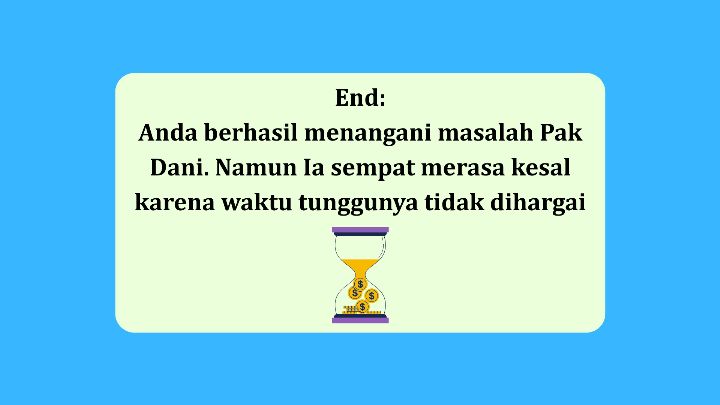 End:
Anda berhasil menangani masalah Pak
Dani. Namun Ia sempat merasa kesal
karena waktu tunggunya tidak dihargai